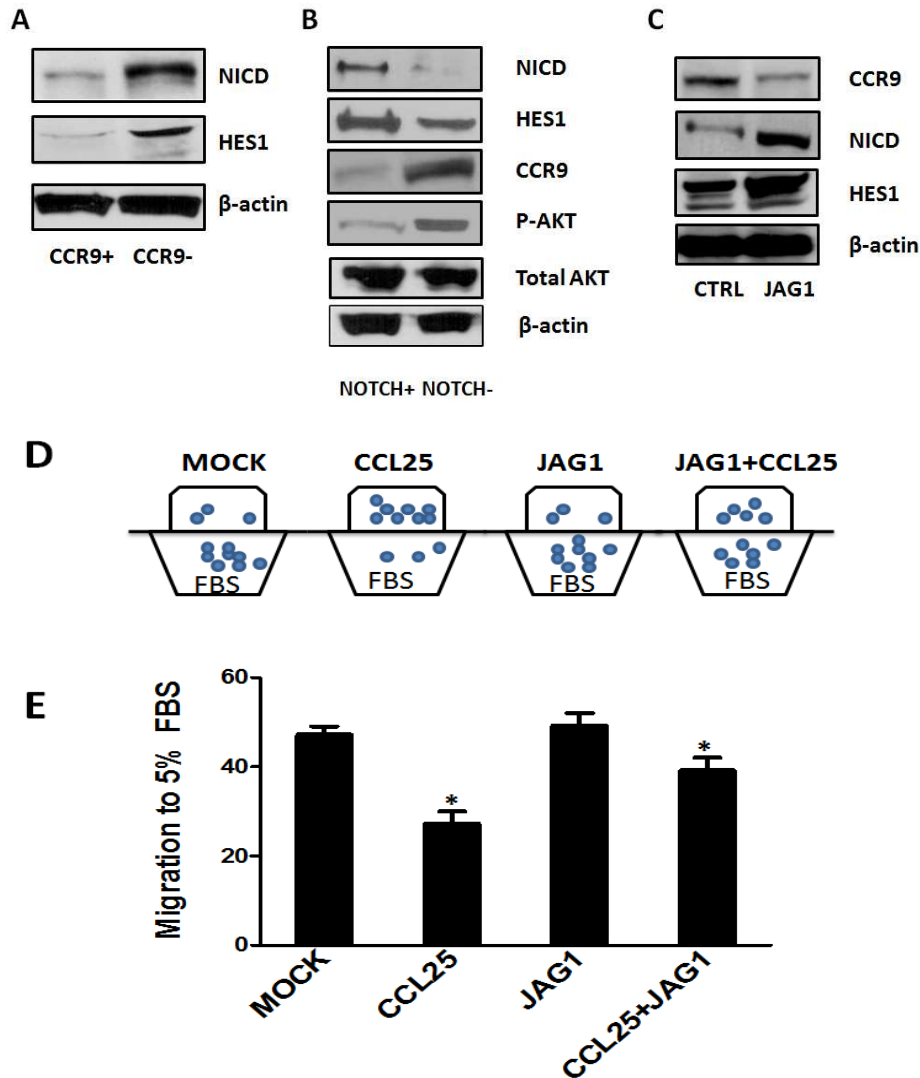 A
NICD
HES1
β-actin
CCR9+ CCR9-
B
NICD
HES1
CCR9
P-AKT
Total AKT
β-actin
NOTCH+ NOTCH-
C
CCR9
NICD
HES1
β-actin
CTRL JAG1
D
MOCK CCL25 JAG1 JAG1+CCL25
FBS FBS FBS FBS
E
Migration to 5% FBS
60
40
20
0
* *
MOCK CCL25 JAG1 CCL25+JAG1